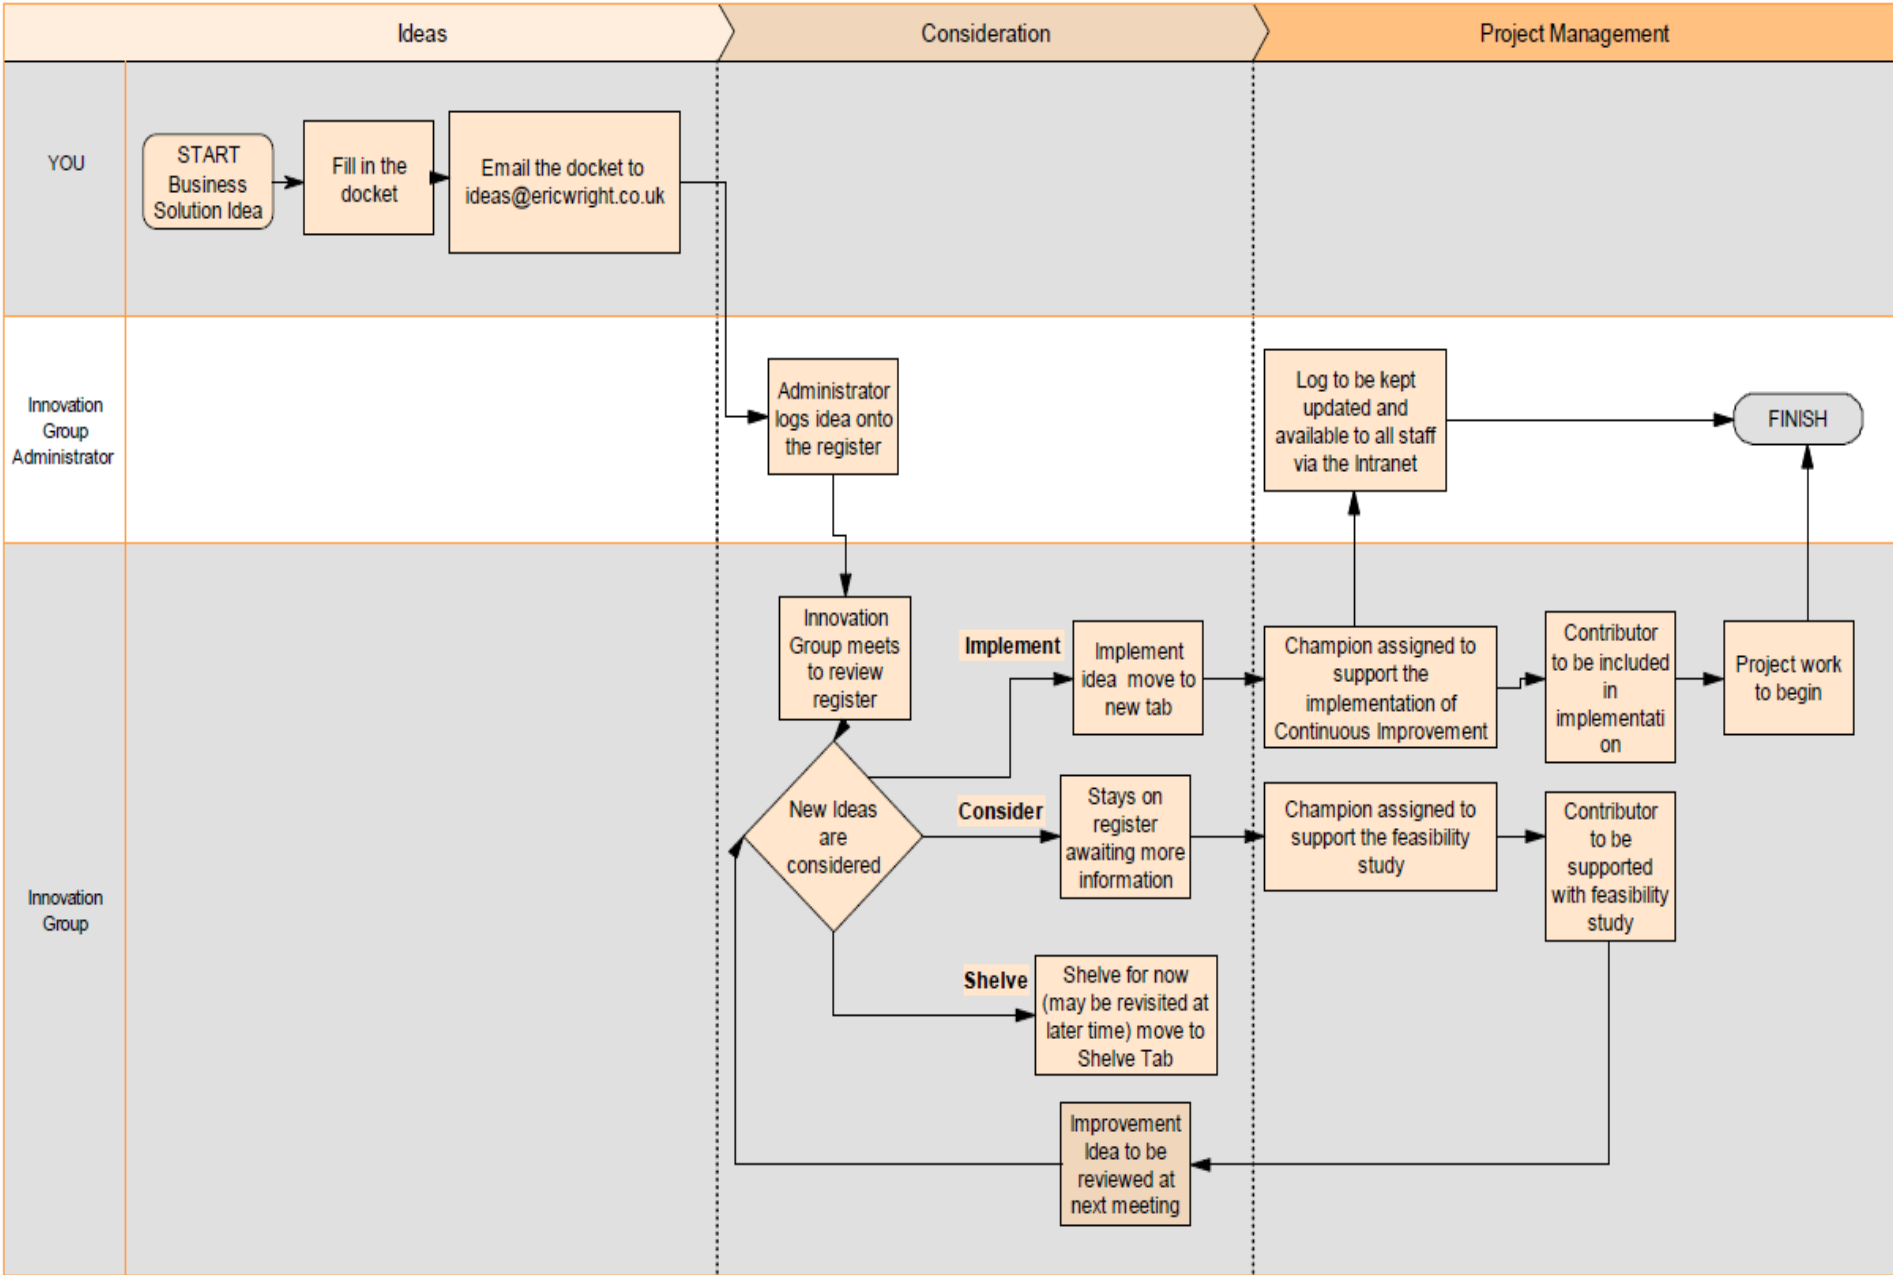 Ideas
Consideration
Project Management
YOU
START
Business
Solution Idea
Fill in the
docket
Email the docket to
ideas@ericwright.co.uk
Innovation
Group
Administrator
Administrator
logs idea onto
the register
Log to be kept
updated and
available to all staff
via the Intranet
FINISH
Innovation
Group
Innovation
Group meets
to review
register
New Ideas
are
considered
Implement
Implement
idea move to
new tab
Champion assigned to
support the
implementation of
Continuous Improvement
Contributor
to be included
in
implementati
on
Project work
to begin
Consider
Stays on
register
awaiting more
information
Champion assigned to
support the feasibility
study
Contributor
to be
supported
with feasibility
study
Shelve
Shelve for now
(may be revisited at
later time) move to
Shelve Tab
Improvement
Idea to be
reviewed at
next meeting